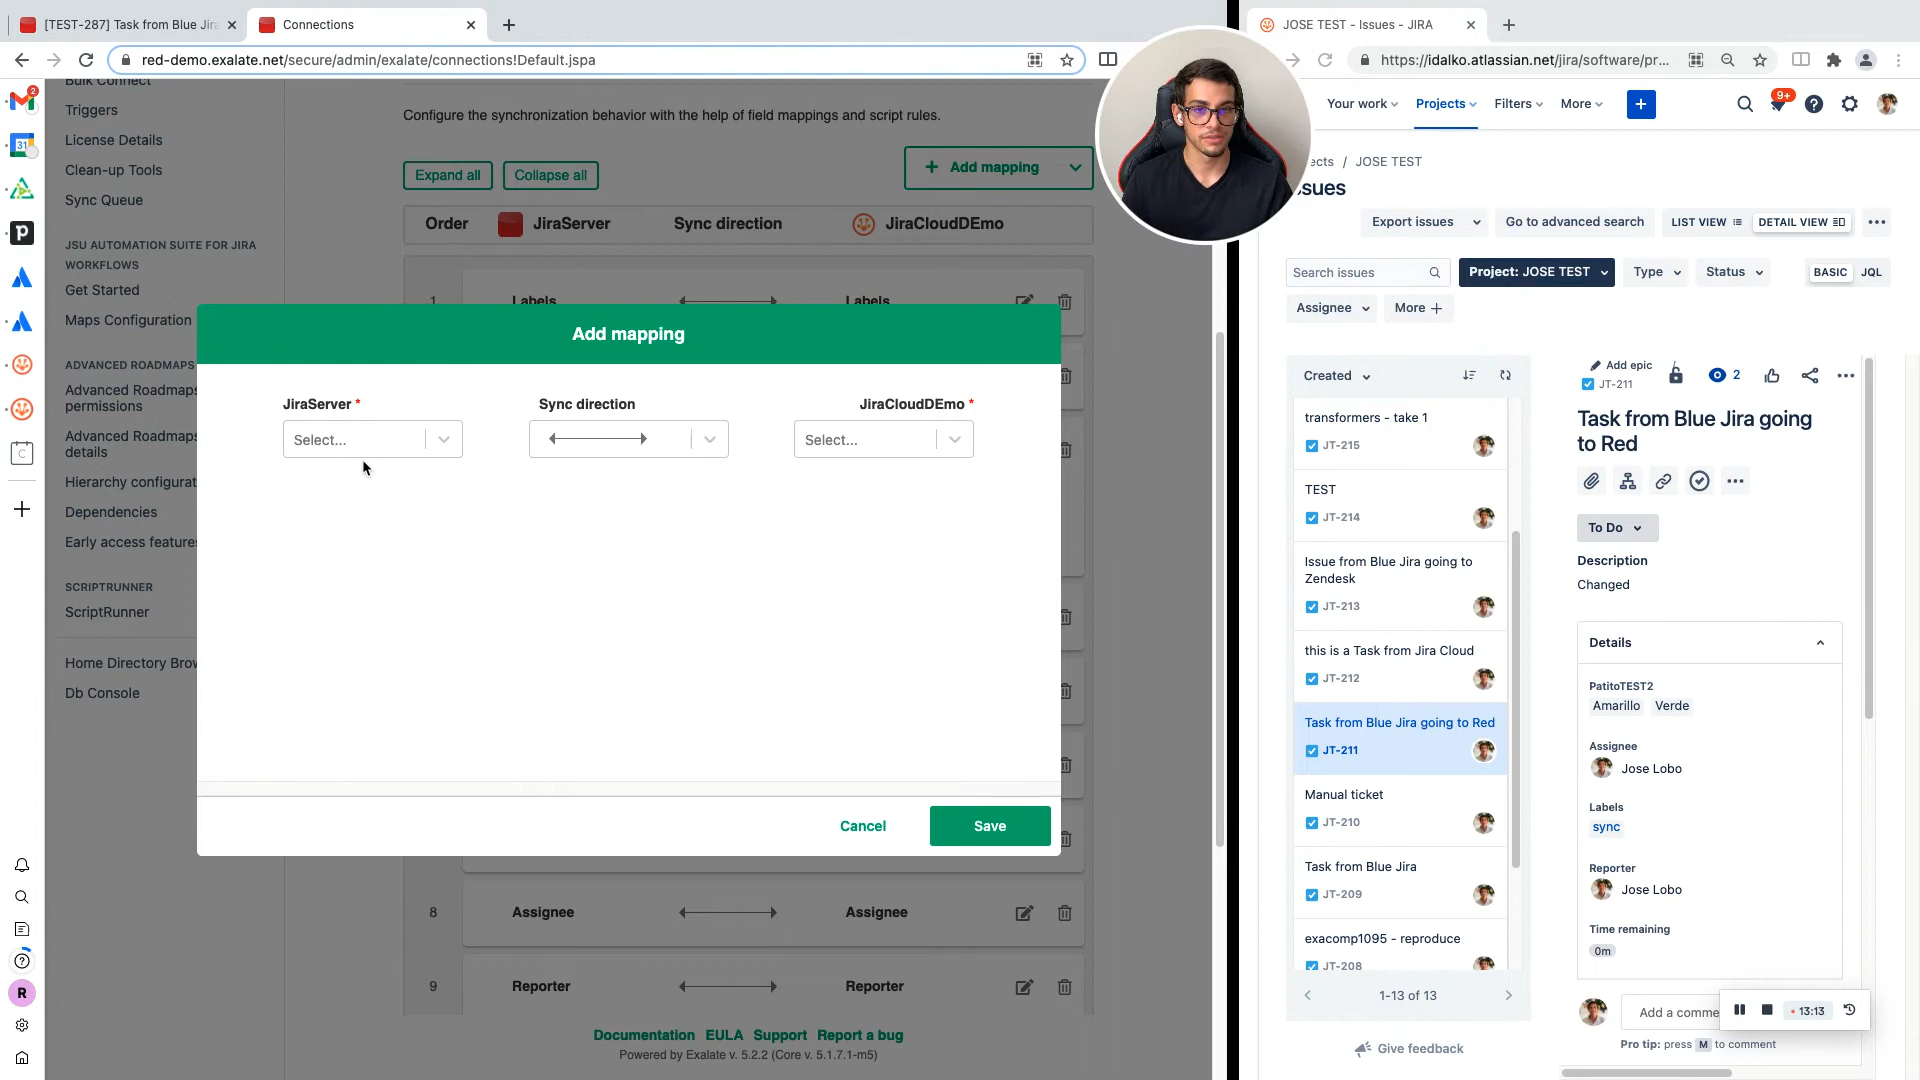 [TEST-287] Task from Blue Jira
Connections
red-demo.exalate.net/secure/admin/exalate/connections!Default.jspa
2
31
Bulk Connect
Triggers
License Details
Clean-up Tools
Sync Queue
JSU AUTOMATION SUITE FOR JIRA
WORKFLOWS
Get Started
Maps Configuration
ADVANCED ROADMAPS
Advanced Roadmaps
permissions
Advanced Roadmaps
details
Hierarchy configurat
Dependencies
Early access features
SCRIPTRUNNER
ScriptRunner
Home Directory Brow
Db Console
R
Configure the synchronization behavior with the help of field mappings and script rules.
Expand all
Collapse all
+ Add mapping
Order
JiraServer
Sync direction
JiraCloudDEmo
1
Labels
Labels
Add mapping
JiraServer *
Sync direction
JiraCloudDEmo *
Select...
Select...
Cancel
Save
8
Assignee
Assignee
9
Reporter
Reporter
Documentation EULA Support Report a bug
Powered by Exalate v. 5.2.2 (Core v. 5.1.7.1-m5)
JOSE TEST - Issues - JIRA
https://idalko.atlassian.net/jira/software/pr...
Your work
Projects
Filters
More
9+
ects / JOSE TEST
ssues
Export issues
Go to advanced search
LIST VIEW
DETAIL VIEW
Search issues
Project: JOSE TEST
Type
Status
BASIC
JQL
Assignee
More +
Created
transformers - take 1
JT-215
TEST
JT-214
Issue from Blue Jira going to
Zendesk
JT-213
this is a Task from Jira Cloud
JT-212
Task from Blue Jira going to Red
JT-211
Manual ticket
JT-210
Task from Blue Jira
JT-209
exacomp1095 - reproduce
JT-208
1-13 of 13
Give feedback
Add epic
JT-211
2
Task from Blue Jira going
to Red
To Do
Description
Changed
Details
PatitoTEST2
Amarillo Verde
Assignee
Jose Lobo
Labels
sync
Reporter
Jose Lobo
Time remaining
0m
Add a comme
13:13
Pro tip: press M to comment